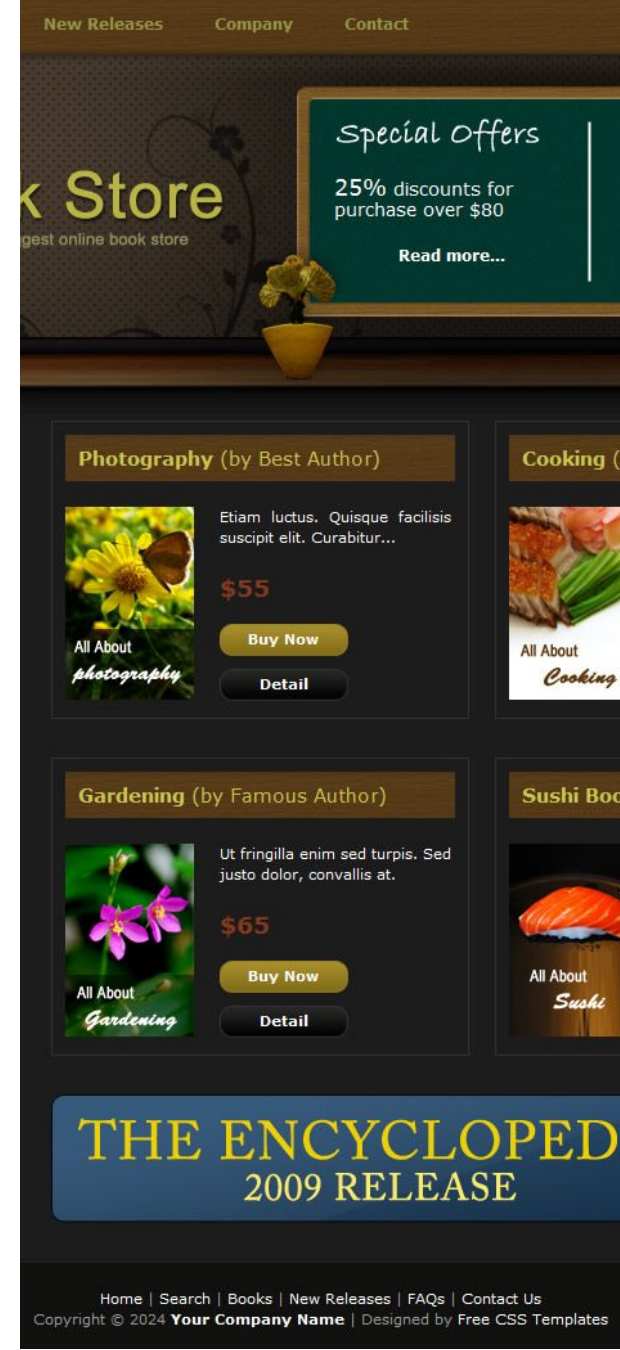 New Releases Company Contact
k Store
gest online book store
Special Offers
25% discounts for
purchase over $80
Read more...
Photography (by Best Author)
Etiam luctus. Quisque facilisis
suscipit elit. Curabitur...
$55
Buy Now
Detail
All About
photography
Cooking (
All About
Cooking
Gardening (by Famous Author)
Ut fringilla enim sed turpis. Sed
justo dolor, convallis at.
$65
Buy Now
Detail
All About
Gardening
Sushi Boo
All About
Sushi
THE ENCYCLOPED
2009 RELEASE
Home | Search | Books | New Releases | FAQs | Contact Us
Copyright © 2024 Your Company Name | Designed by Free CSS Templates